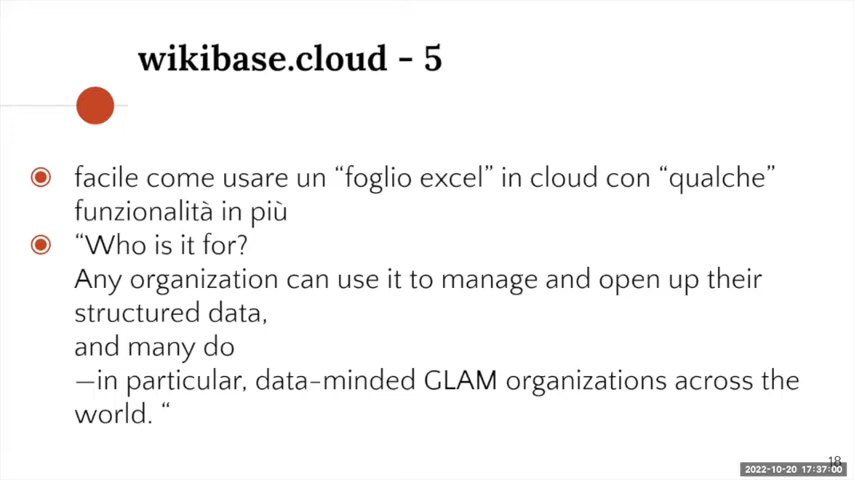 wikibase.cloud - 5
facile come usare un “foglio excel” in cloud con “qualche”
funzionalità in più
“Who is it for?
Any organization can use it to manage and open up their
structured data,
and many do
—in particular, data-minded GLAM organizations across the
world. “
18
2022-10-20 17:37:00